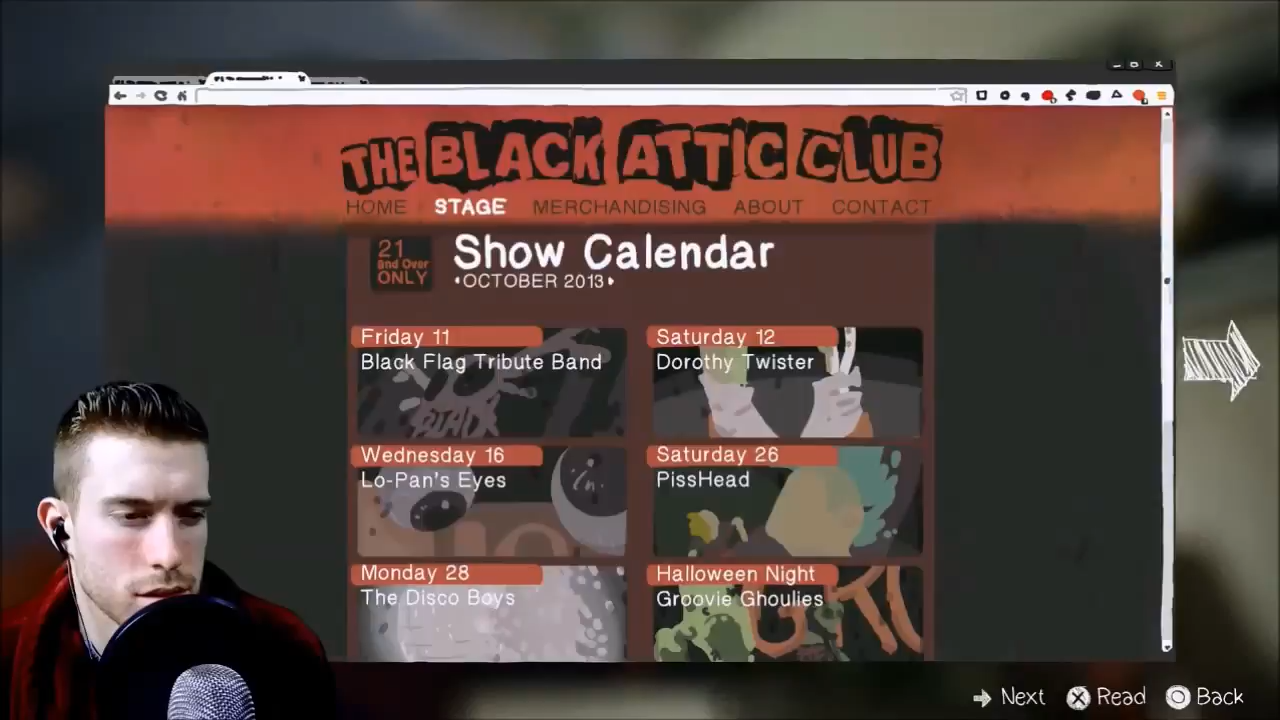 THE BLACK ATTIC CLUB
HOME STAGE MERCHANDISING ABOUT CONTACT
21
and Over
ONLY
Show Calendar
OCTOBER 2013
Friday 11
Black Flag Tribute Band
Saturday 12
Dorothy Twister
Wednesday 16
Lo-Pan's Eyes
Saturday 26
PissHead
Monday 28
The Disco Boys
Halloween Night
Groovie Ghoulies
Next Read Back